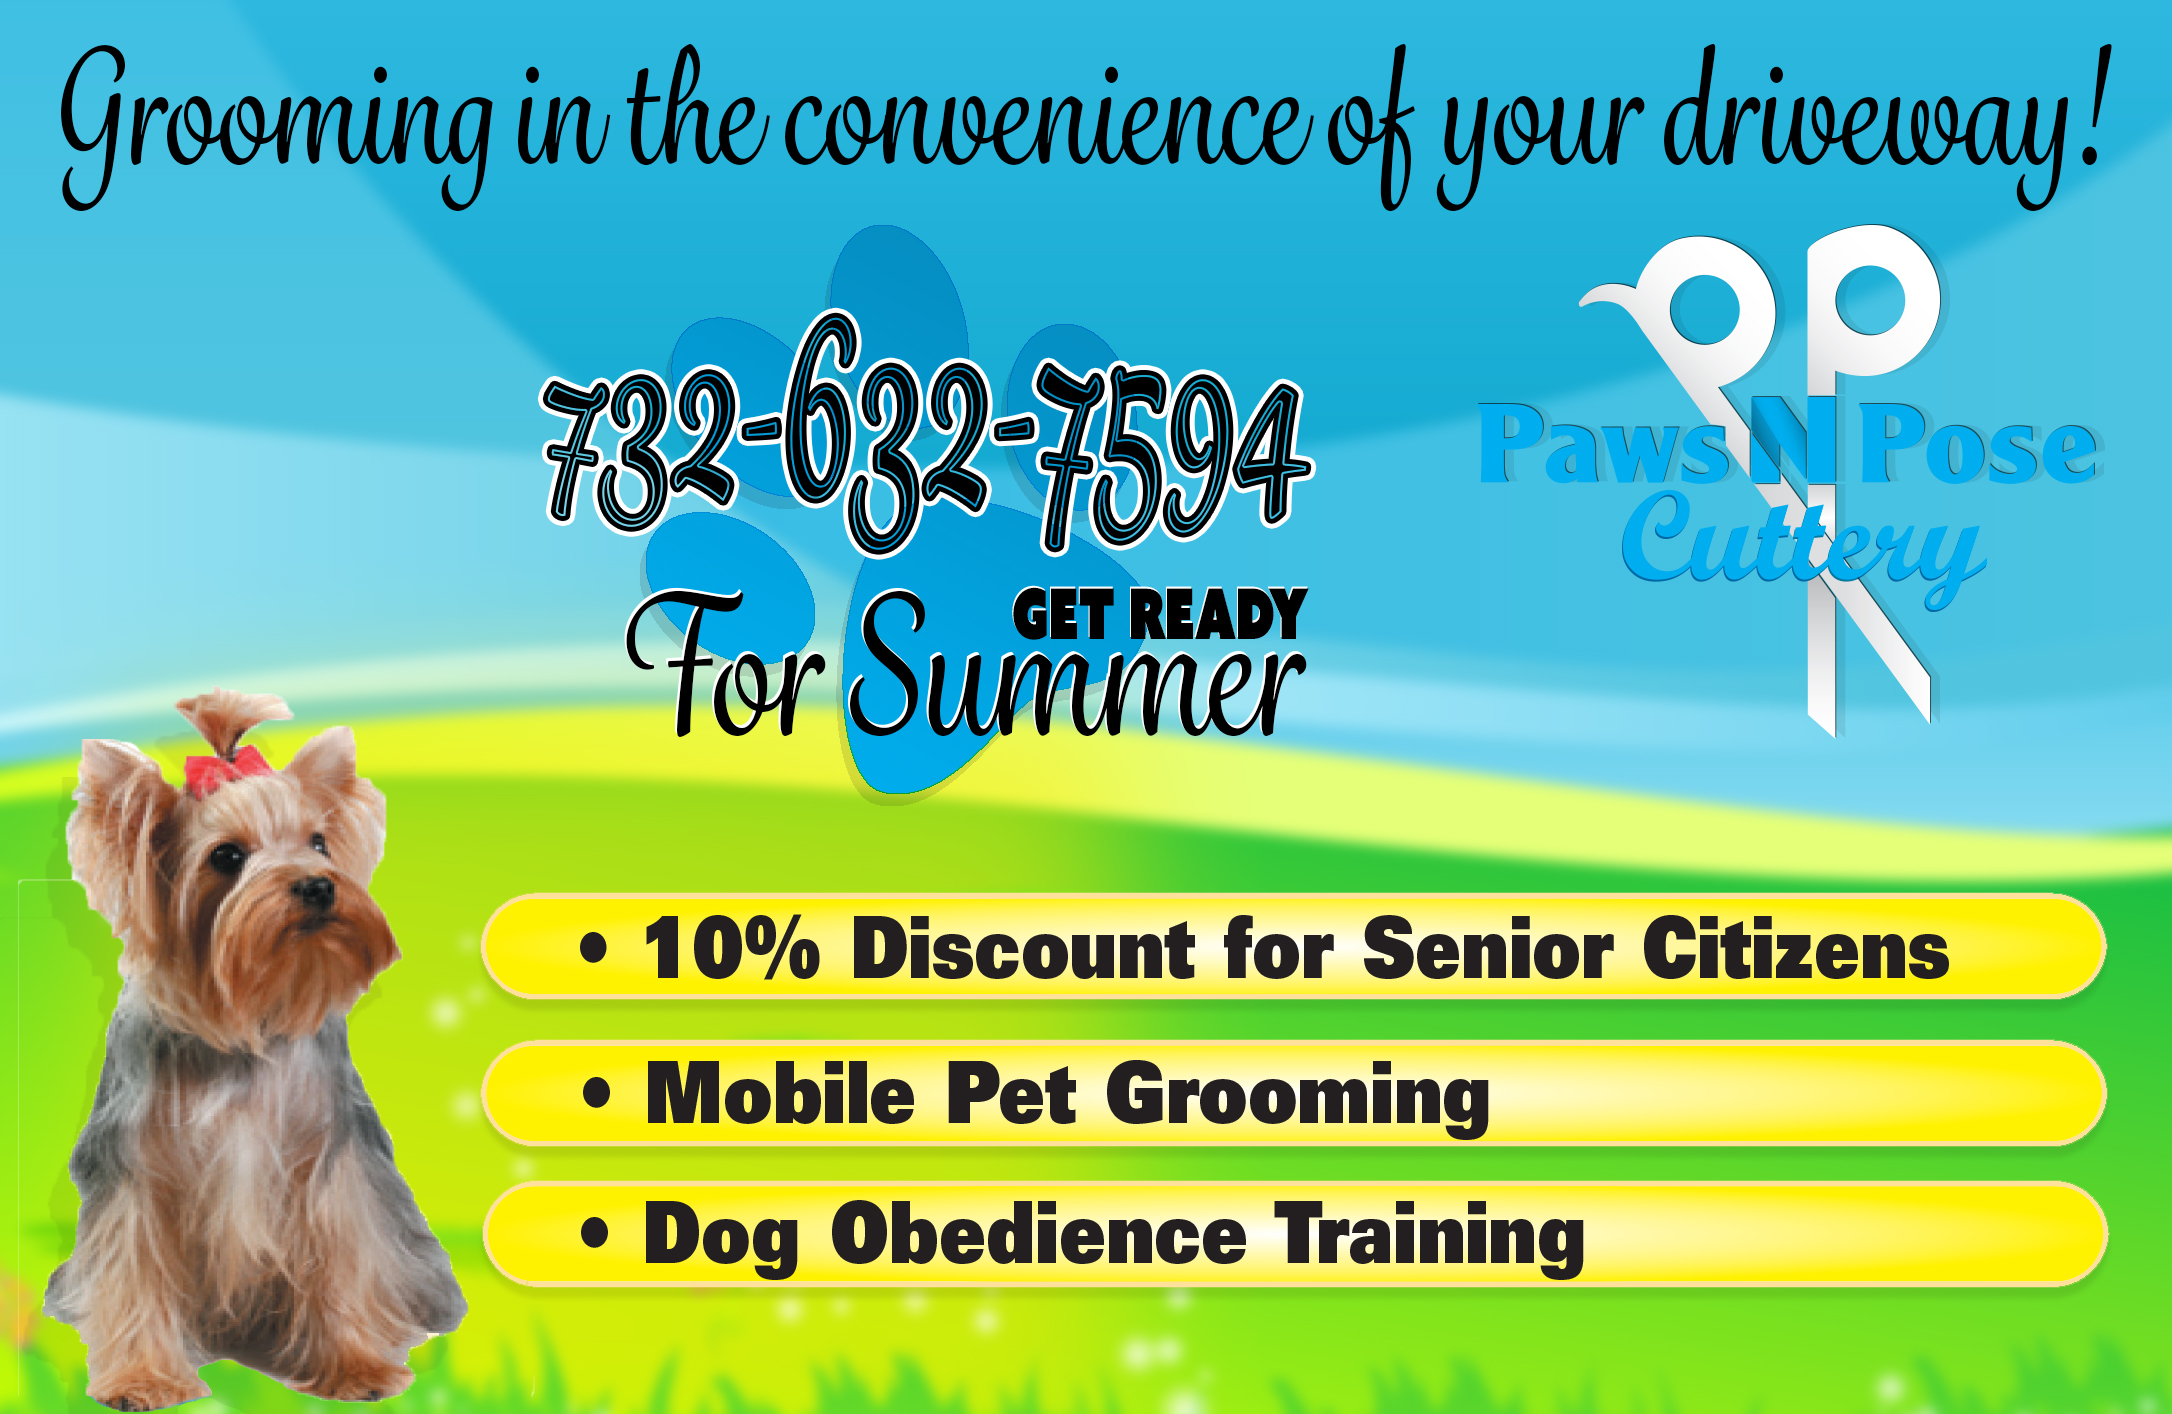 Grooming in the convenience of your driveway!
732-632-7594
GET READY
For Summer
Paws N Pose
Cuttery
• 10% Discount for Senior Citizens
• Mobile Pet Grooming
• Dog Obedience Training